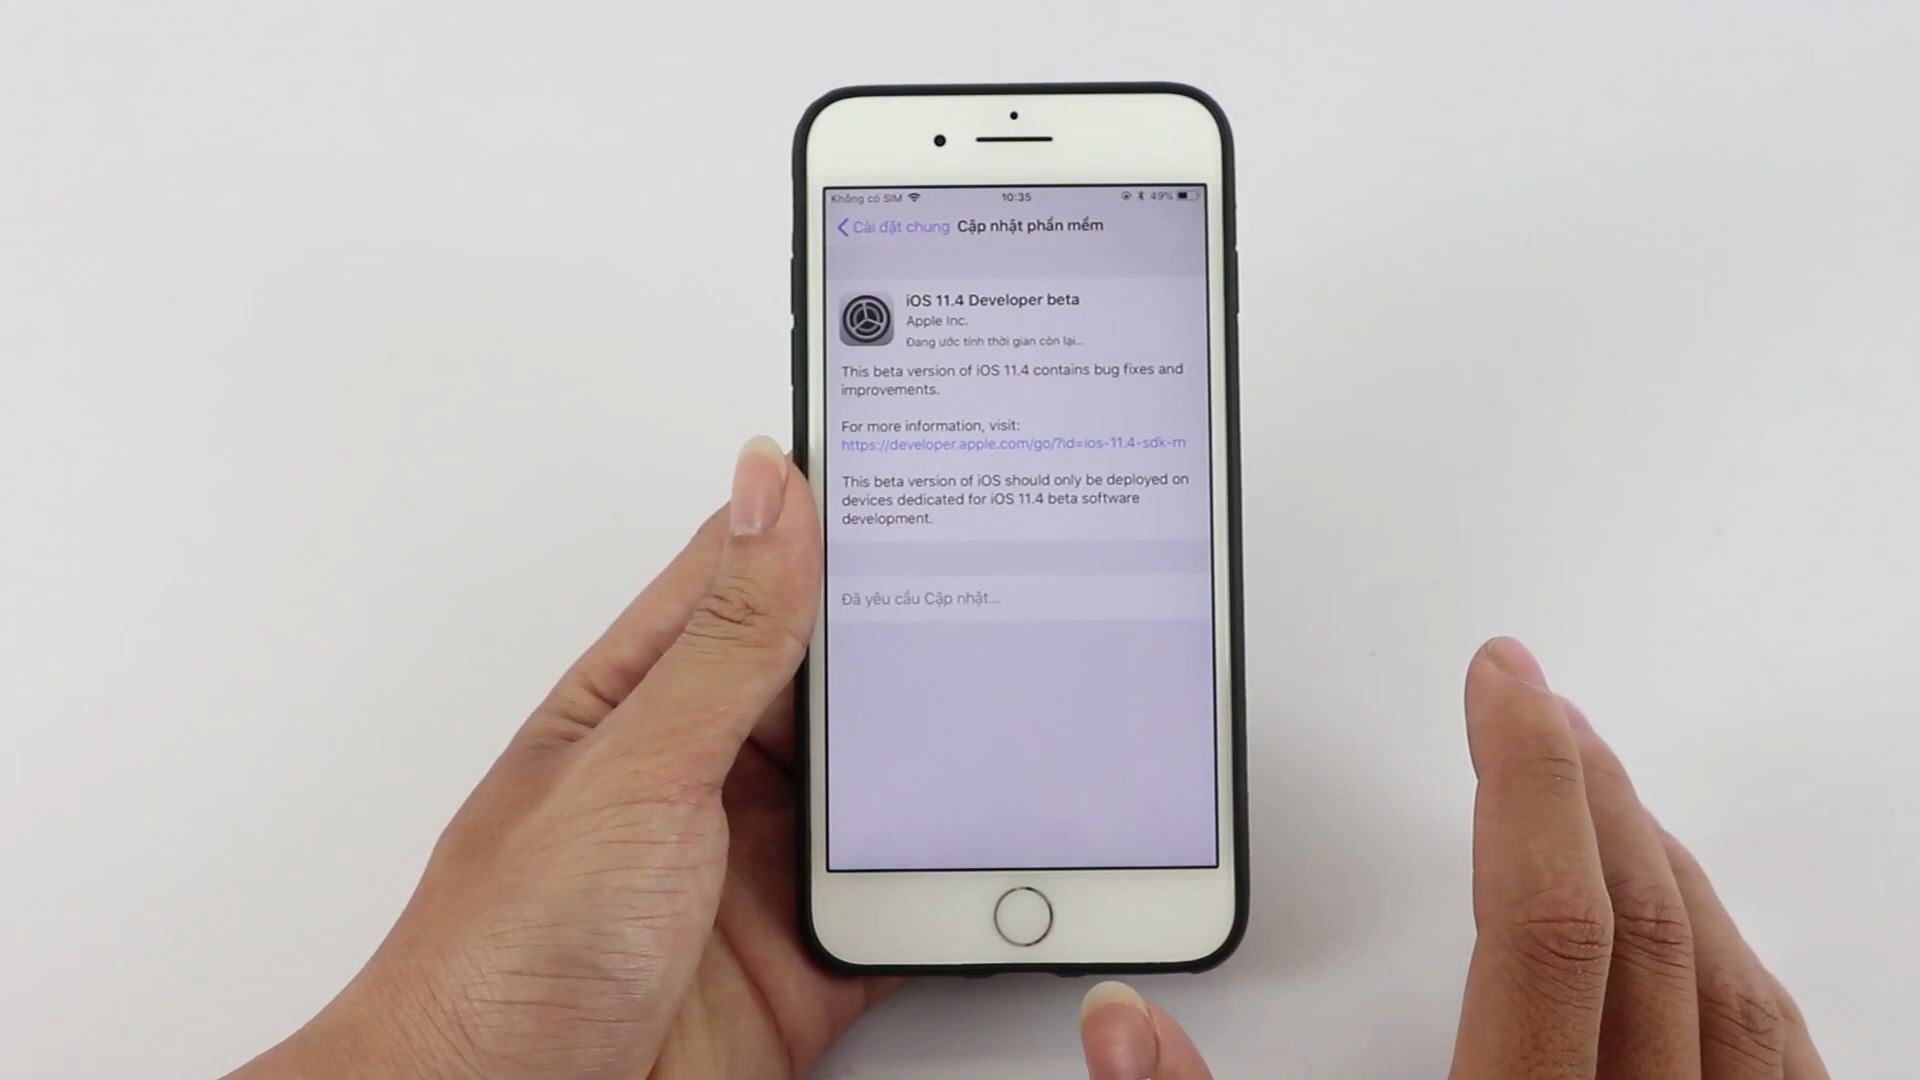 Không có SIM 10:35 49%
Cài đặt chung Cập nhật phần mềm
iOS 11.4 Developer beta
Apple Inc.
Đang ước tính thời gian còn lại...
This beta version of iOS 11.4 contains bug fixes and
improvements.
For more information, visit:
https://developer.apple.com/go/?id=ios-11.4-sdk-rn
This beta version of iOS should only be deployed on
devices dedicated for iOS 11.4 beta software
development.
Đã yêu cầu Cập nhật...